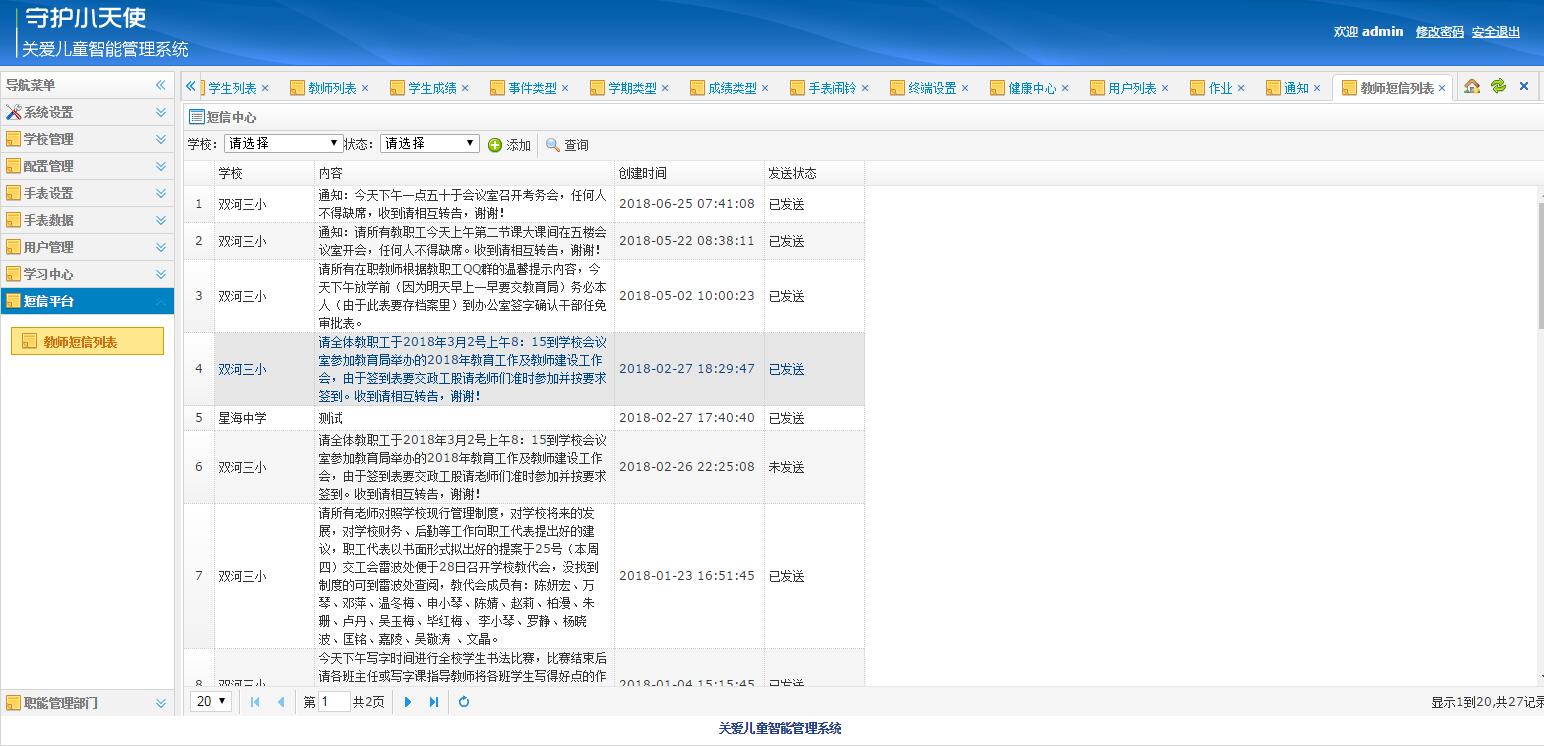 守护小天使
关爱儿童智能管理系统
欢迎 admin 修改密码 安全退出
导航菜单
系统设置
学校管理
配置管理
手表设置
手表数据
用户管理
学习中心
短信平台
教师短信列表
职能管理部门
学生列表 教师列表 学生成绩 事件类型 学期类型 成绩类型 手表闹铃 终端设置 健康中心 用户列表 作业 通知 教师短信列表
短信中心
学校: 请选择 状态: 请选择 添加 查询
学校 内容 创建时间 发送状态
1 双河三小 通知：今天下午一点五十于会议室召开考务会，任何人
不得缺席，收到请相互转告，谢谢！ 2018-06-25 07:41:08 已发送
2 双河三小 通知：请所有教职工今天上午第二节课大课间在五楼会
议室开会，任何人不得缺席。收到请相互转告，谢谢！ 2018-05-22 08:38:11 已发送
3 双河三小 请所有在职教师根据教职工QQ群的温馨提示内容，今
天下午放学前（因为明天早上一早要交教育局）务必本
人（由于此表要存档案里）到办公室签字确认干部任免
审批表。 2018-05-02 10:00:23 已发送
4 双河三小 请全体教职工于2018年3月2号上午8：15到学校会议
室参加教育局举办的2018年教育工作及教师建设工作
会，由于签到表要交政工股请老师们准时参加并按要求
签到。收到请相互转告，谢谢！ 2018-02-27 18:29:47 已发送
5 星海中学 测试 2018-02-27 17:40:40 已发送
6 双河三小 请全体教职工于2018年3月2号上午8：15到学校会议
室参加教育局举办的2018年教育工作及教师建设工作
会，由于签到表要交政工股请老师们准时参加并按要求
签到。收到请相互转告，谢谢！ 2018-02-26 22:25:08 未发送
7 双河三小 请所有老师对照学校现行管理制度，对学校将来的发
展，对学校财务、后勤等工作向职工代表提出好的建
议，职工代表以书面形式拟出好的提案于25号（本周
四）交工会雷波处便于28日召开学校教代会，没找到
制度的可到雷波处查阅，教代会成员有：陈妍宏、万
琴、邓萍、温冬梅、申小琴、陈婧、赵莉、柏漫、朱
珊、卢丹、吴玉梅、毕红梅、 李小琴、罗静、杨晓
波、匡铭、嘉陵、吴敬涛 、文晶。 2018-01-23 16:51:45 已发送
8 双河三小 今天下午写字时间进行全校学生书法比赛，比赛结束后
请各班主任或写字课指导教师将各班学生写得好点的作 2018-01-04 15:15:45 已发送
20 第 1 共2页
显示1到20,共27记录
关爱儿童智能管理系统